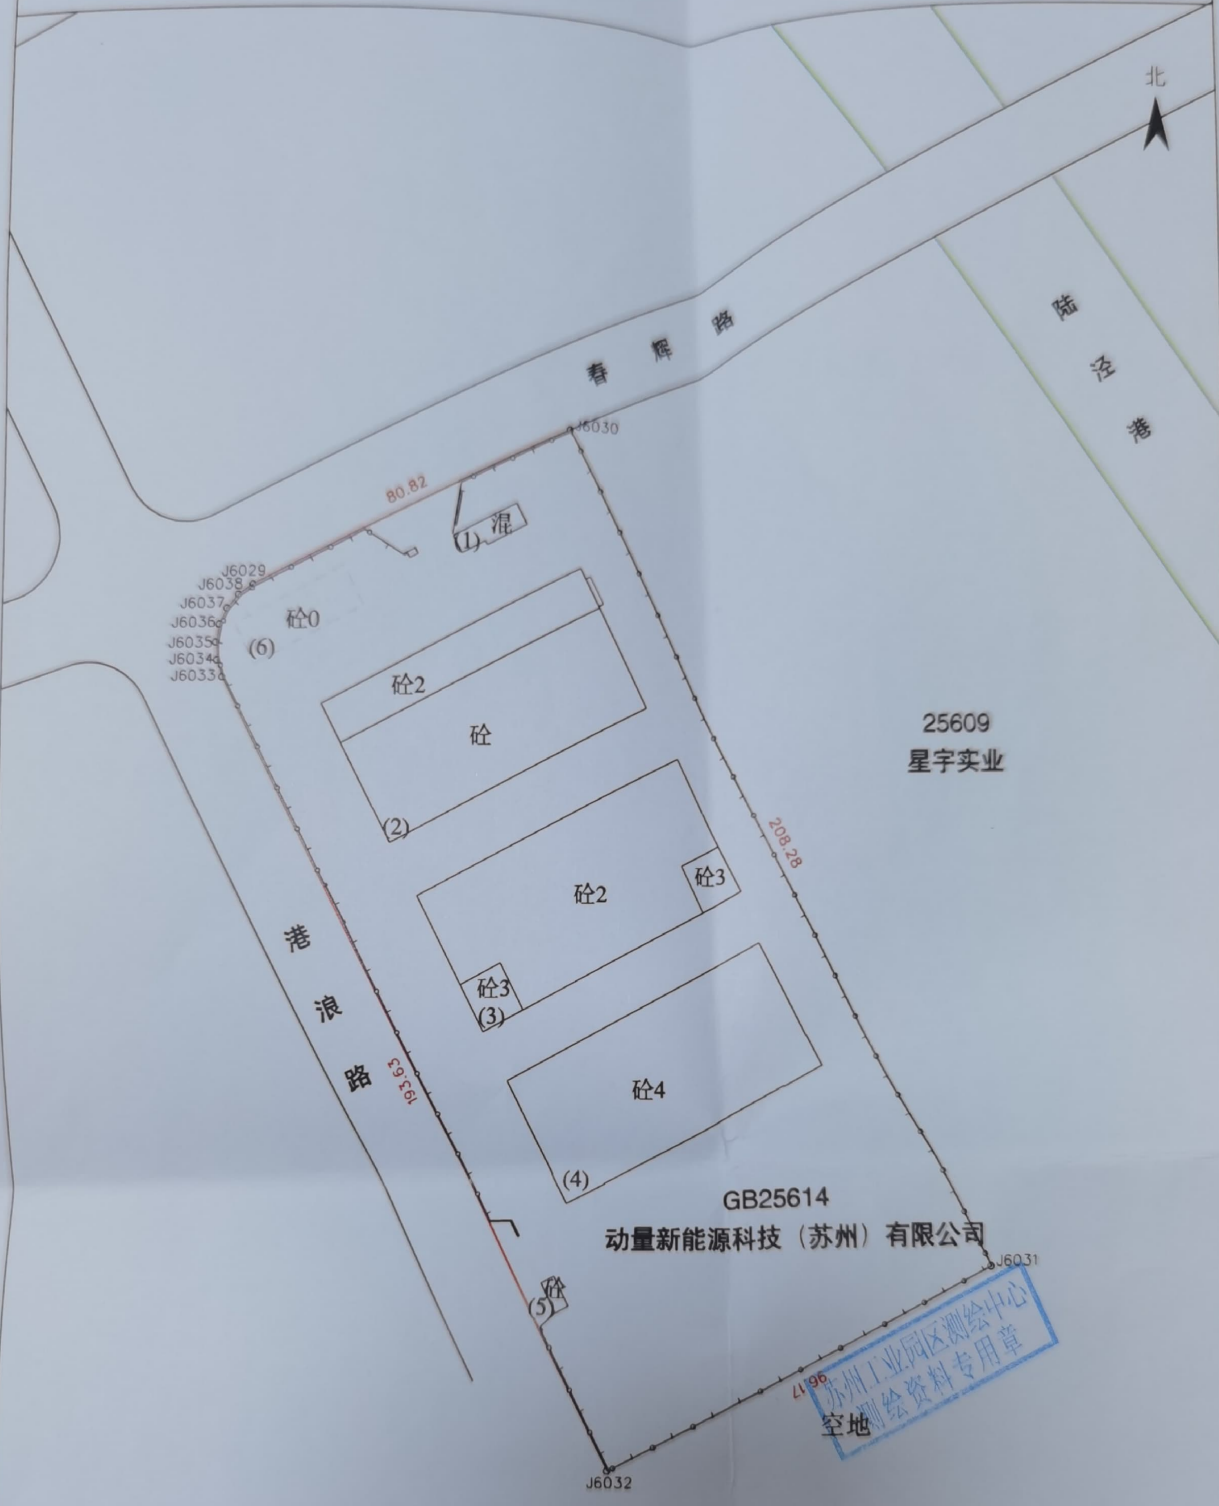 北
陆泾港
春辉路
J6030
80.82
(1) 混
J6029
J6038
J6037
J6036
J6035
J6034
J6033
砼0
(6)
砼2
砼
(2)
25609
星宇实业
208.28
砼2
砼3
砼3
(3)
港浪路
193.63
砼4
(4)
GB25614
动量新能源科技（苏州）有限公司
J6031
砼
(5)
苏州工业园区测绘中心
测绘资料专用章
96.17
空地
J6032